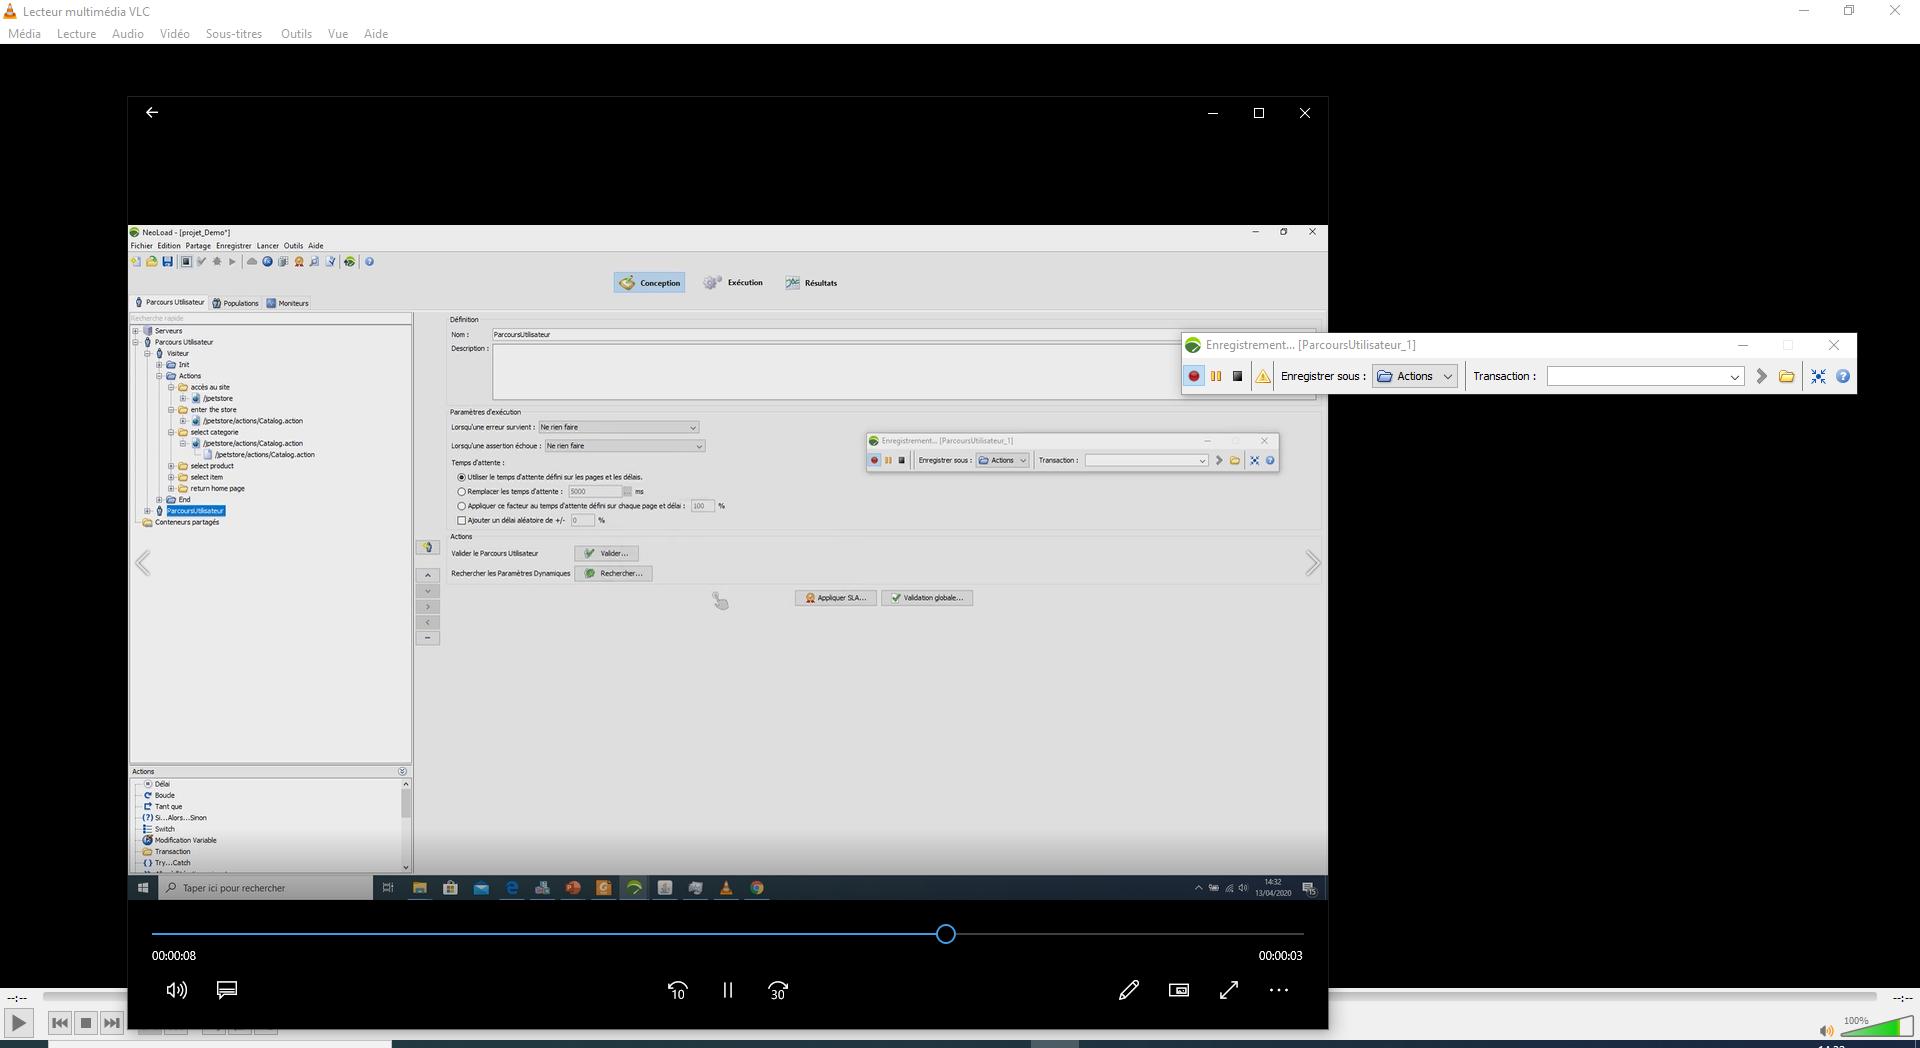 Lecteur multimédia VLC
Média Lecture Audio Vidéo Sous-titres Outils Vue Aide
NeoLoad - [projet_Demo*]
Fichier Edition Partage Enregistrer Lancer Outils Aide
Conception Exécution Résultats
Parcours Utilisateur Populations Moniteurs
Recherche rapide
Serveurs
Parcours Utilisateur
Visiteur
Init
Actions
accès au site
/petstore
enter the store
/petstore/actions/Catalog.action
select categorie
/petstore/actions/Catalog.action
/petstore/actions/Catalog.action
select product
select item
return home page
End
ParcoursUtilisateur
Conteneurs partagés
Définition
Nom : ParcoursUtilisateur
Description :
Paramètres d'exécution
Lorsqu'une erreur survient : Ne rien faire
Lorsqu'une assertion échoue : Ne rien faire
Temps d'attente :
Utiliser le temps d'attente défini sur les pages et les délais.
Remplacer les temps d'attente : 5000 ... ms
Appliquer ce facteur au temps d'attente défini sur chaque page et délai : 100 %
Ajouter un délai aléatoire de +/- 0 %
Actions
Valider le Parcours Utilisateur Valider...
Rechercher les Paramètres Dynamiques Rechercher...
Appliquer SLA... Validation globale...
Enregistrement... [ParcoursUtilisateur_1]
Enregistrer sous : Actions Transaction :
Enregistrement... [ParcoursUtilisateur_1]
Enregistrer sous : Actions Transaction :
Actions
Délai
Boucle
Tant que
Si...Alors...Sinon
Switch
Modification Variable
Transaction
Try...Catch
Taper ici pour rechercher
14:32
13/04/2020
15
00:00:08 00:00:03
10 30
--:-- --:--
100%